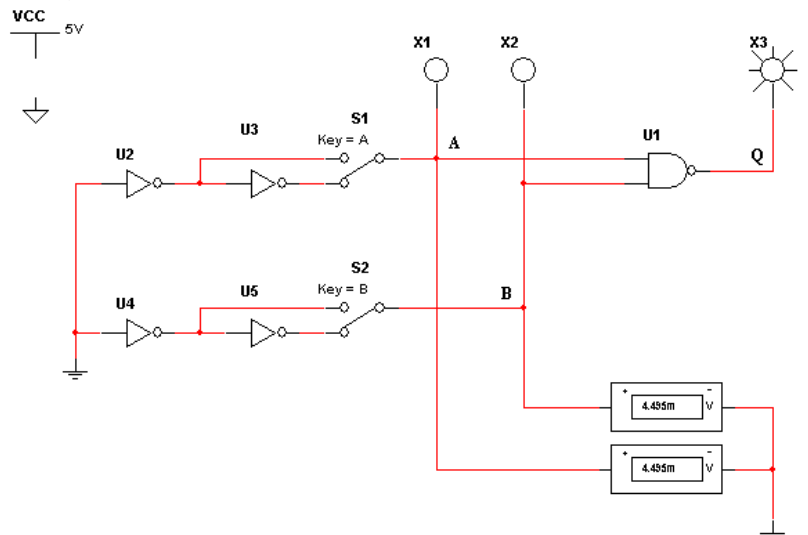 VCC
5V
X1
X2
X3
U3
S1
Key = A
U2
A
U1
Q
S2
Key = B
U4
U5
B
+ - 
4.495m V
+ -
4.495m V